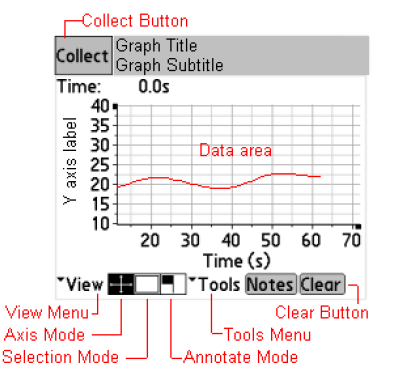 Collect Button
Collect
Graph Title
Graph Subtitle
Time: 0.0s
Y axis label
40
35
30
25
20
15
10
Data area
20 30 40 50 60 70
Time (s)
View Tools Notes Clear
View Menu
Clear Button
Axis Mode
Tools Menu
Selection Mode
Annotate Mode